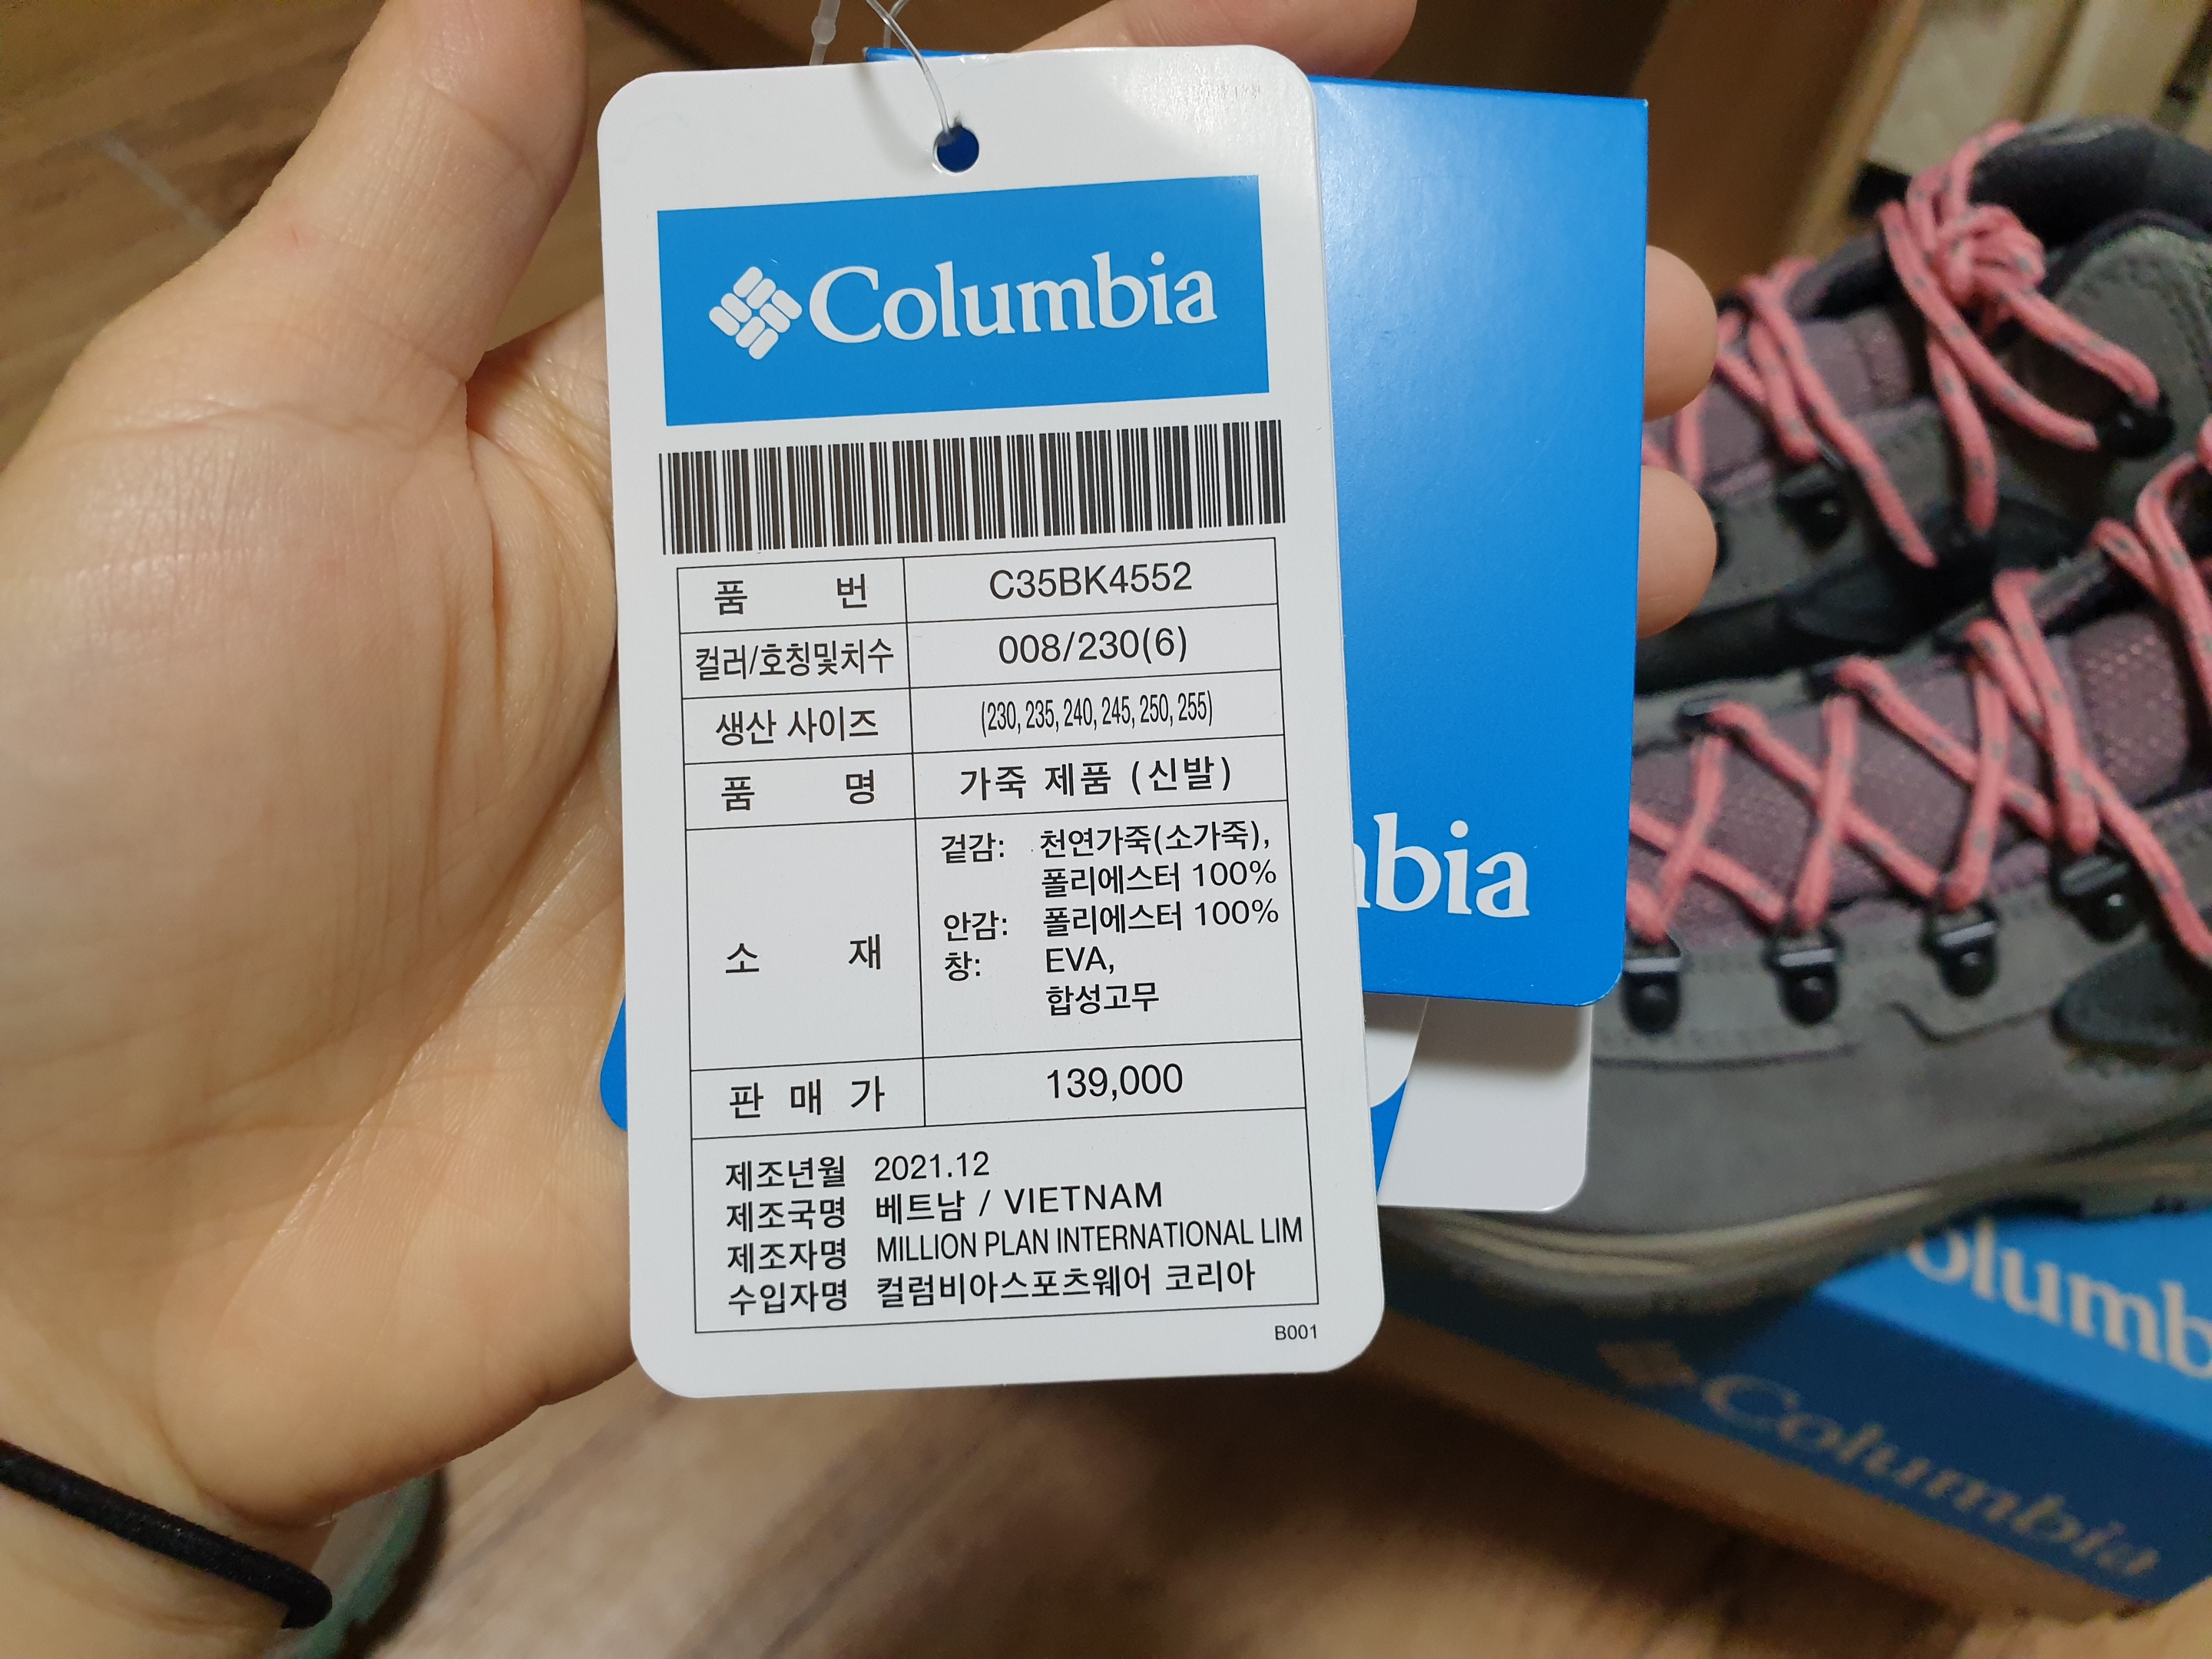 Columbia
품 번 C35BK4552
컬러/호칭및치수 008/230(6)
생산 사이즈 (230, 235, 240, 245, 250, 255)
품 명 가죽 제품 (신발)
소 재 겉감: 천연가죽(소가죽),
폴리에스터 100%
안감: 폴리에스터 100%
창: EVA,
합성고무
판 매 가 139,000
제조년월 2021.12
제조국명 베트남 / VIETNAM
제조자명 MILLION PLAN INTERNATIONAL LIM
수입자명 컬럼비아스포츠웨어 코리아
B001
bia
olumb
Columbia